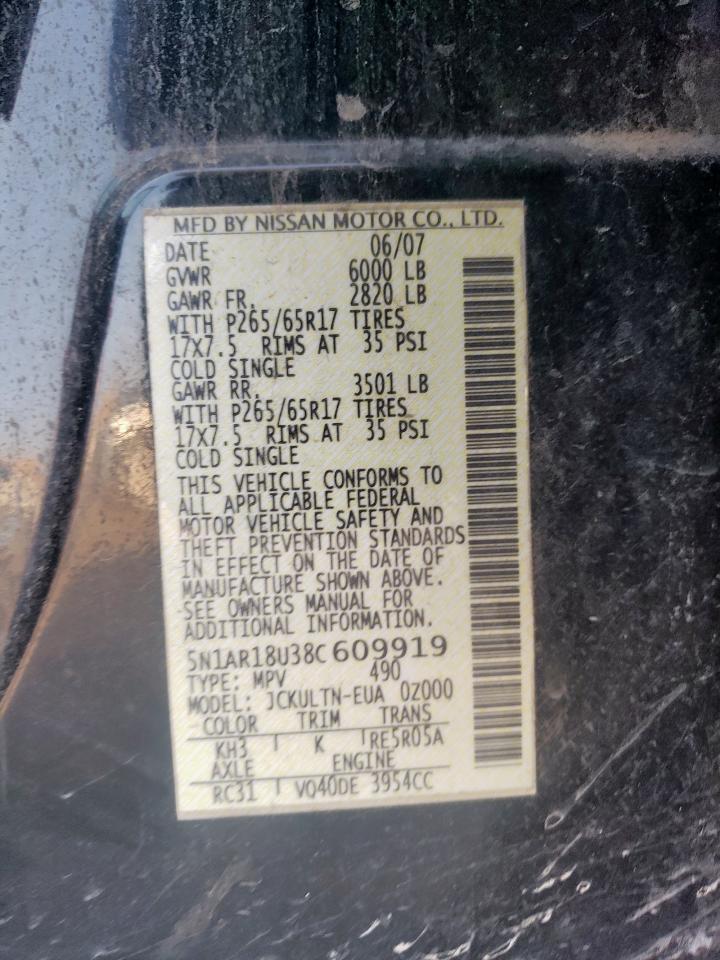 MFD BY NISSAN MOTOR CO., LTD.
DATE 06/07
GVWR 6000 LB
GAWR FR. 2820 LB
WITH P265/65R17 TIRES
17X7.5 RIMS AT 35 PSI
COLD SINGLE
GAWR RR. 3501 LB
WITH P265/65R17 TIRES
17X7.5 RIMS AT 35 PSI
COLD SINGLE
THIS VEHICLE CONFORMS TO
ALL APPLICABLE FEDERAL
MOTOR VEHICLE SAFETY AND
THEFT PREVENTION STANDARDS
IN EFFECT ON THE DATE OF
MANUFACTURE SHOWN ABOVE.
SEE OWNERS MANUAL FOR
ADDITIONAL INFORMATION.
5N1AR18U38C 609919
TYPE: MPV 490
MODEL: JCKULTN-EUA 0Z000
COLOR TRIM TRANS
KH3 K RE5R05A
AXLE ENGINE
RC31 VQ40DE 3954CC